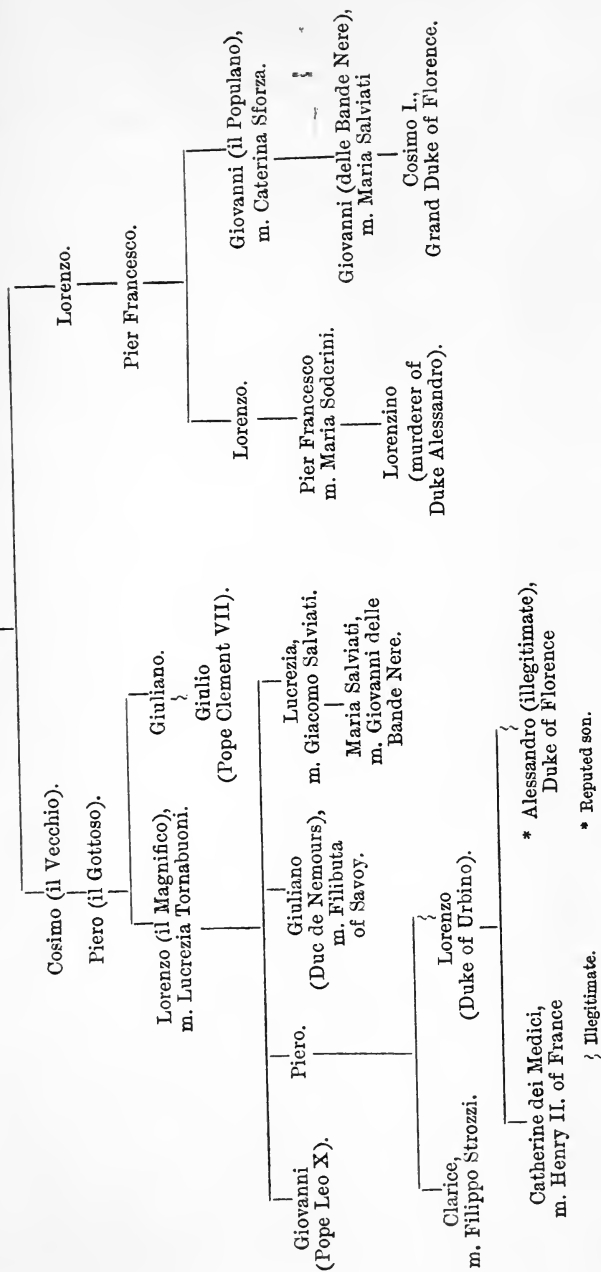 Cosimo (il Vecchio).
Piero (il Gottoso).
Lorenzo (il Magnifico),
m. Lucrezia Tornabuoni.
Giuliano.
Giulio
(Pope Clement VII).
Giovanni
(Pope Leo X).
Piero.
Giuliano
(Duc de Nemours),
m. Filibuta
of Savoy.
Lucrezia,
m. Giacomo Salviati.
Maria Salviati,
m. Giovanni delle
Bande Nere.
Clarice,
m. Filippo Strozzi.
Lorenzo
(Duke of Urbino).
Catherine dei Medici,
m. Henry II. of France
* Alessandro (illegitimate),
Duke of Florence
Lorenzo.
Pier Francesco.
Lorenzo.
Pier Francesco
m. Maria Soderini.
Lorenzino
(murderer of
Duke Alessandro).
Giovanni (il Populano),
m. Caterina Sforza.
Giovanni (delle Bande Nere),
m. Maria Salviati
Cosimo I.,
Grand Duke of Florence.
Illegitimate.
* Reputed son.